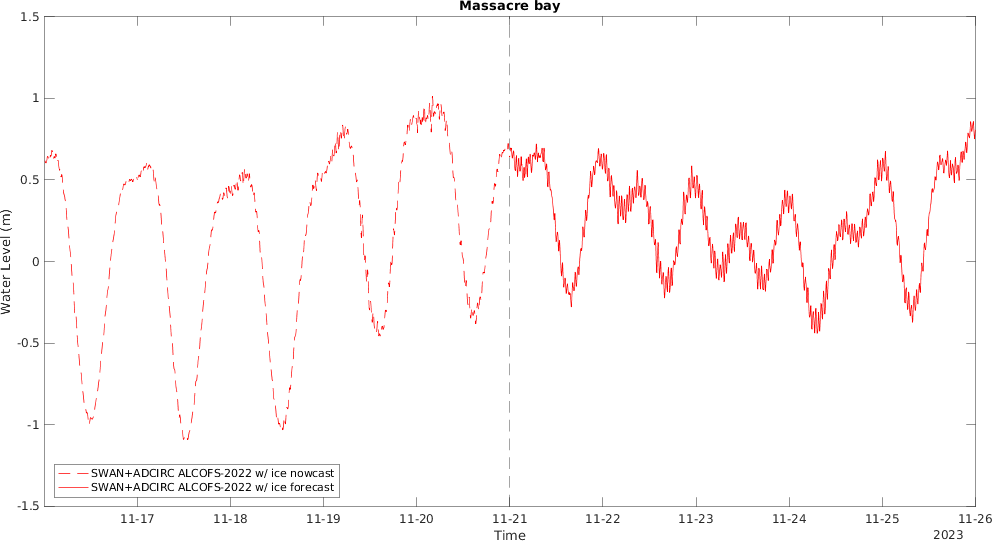 Massacre bay
1.5
1
0.5
0
-0.5
-1
-1.5
Water Level (m)
SWAN+ADCIRC ALCOFS-2022 w/ ice nowcast
SWAN+ADCIRC ALCOFS-2022 w/ ice forecast
11-17 11-18 11-19 11-20 11-21 11-22 11-23 11-24 11-25 11-26
Time
2023